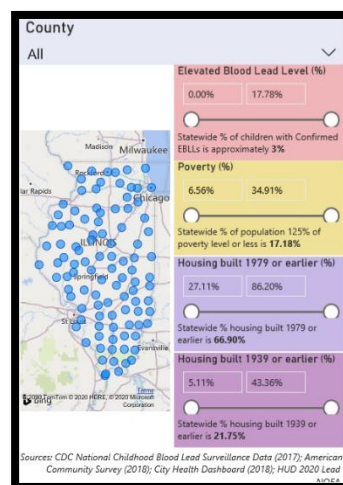 County
All
Elevated Blood Lead Level (%)
0.00% 17.78%
Statewide % of children with Confirmed
EBLLs is approximately 3%
Poverty (%)
6.56% 34.91%
Statewide % of population 125% of
poverty level or less is 17.18%
Housing built 1979 or earlier (%)
27.11% 86.20%
Statewide % housing built 1979 or
earlier is 66.90%
Housing built 1939 or earlier (%)
5.11% 43.36%
Statewide % housing built 1939 or
earlier is 21.75%
Madison Milwaukee
Rockford
Chicago
ar Rapids
ILLINOIS
Springfield
St Louis
Evansville
Terms
© 2020 TomTom © 2020 HERE, © 2020 Microsoft
Corporation
bing
Sources: CDC National Childhood Blood Lead Surveillance Data (2017); American
Community Survey (2018); City Health Dashboard (2018); HUD 2020 Lead
NOFA